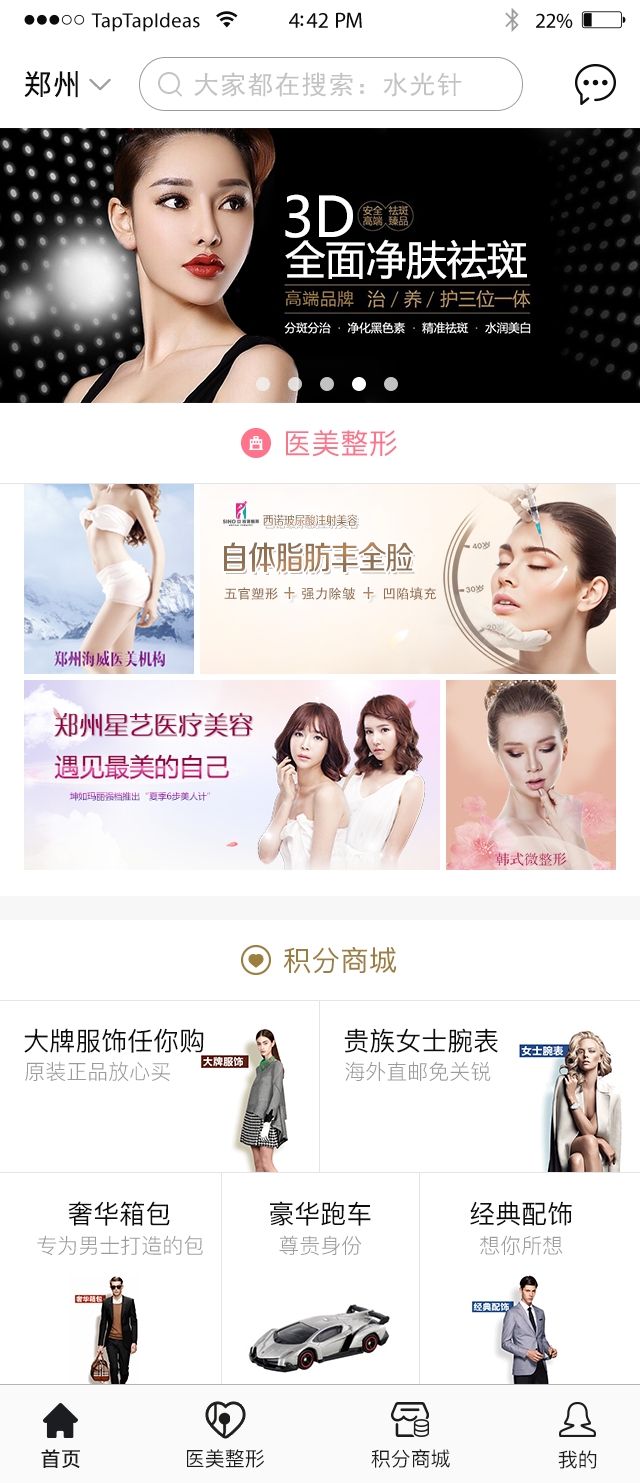 TapTapIdeas 4:42 PM 22%
郑州 大家都在搜索：水光针
3D 安全高端 祛斑臻品
全面净肤祛斑
高端品牌 治 / 养 / 护三位一体
分斑分治 · 净化黑色素 · 精准祛斑 · 水润美白
医美整形
郑州海威医美机构
SINO 西诺玻尿酸注射美容
自体脂肪丰全脸
五官塑形 + 强力除皱 + 凹陷填充
40岁
30岁
20岁
郑州星艺医疗美容
遇见最美的自己
坤如玛丽强档推出“夏季6步美人计”
韩式微整形
积分商城
大牌服饰任你购
原装正品放心买
大牌服饰
贵族女士腕表
海外直邮免关锐
女士腕表
奢华箱包
专为男士打造的包
奢华箱包
豪华跑车
尊贵身份
经典配饰
想你所想
经典配饰
首页 医美整形 积分商城 我的